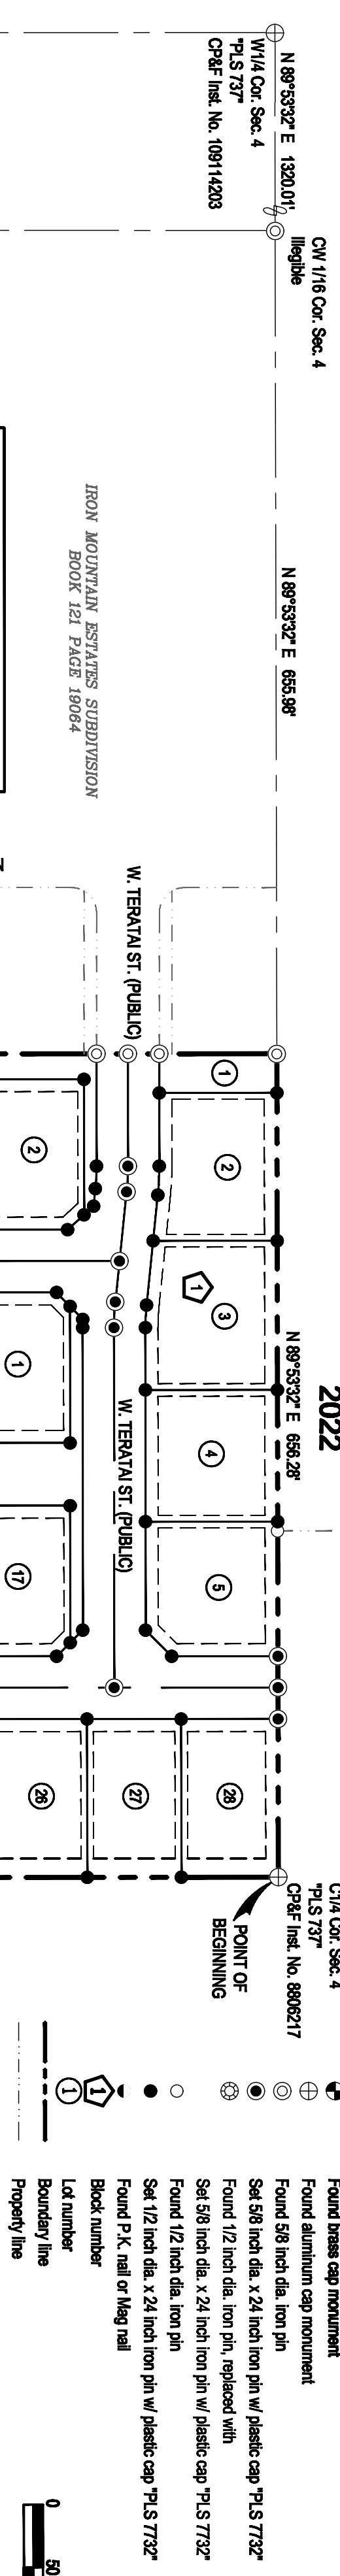 N 89°53'32" E 1320.01'
W1/4 Cor. Sec. 4
"PLS 737"
CP&F Inst. No. 109114203
CW 1/16 Cor. Sec. 4
Illegible
N 89°53'32" E 655.98'
IRON MOUNTAIN ESTATES SUBDIVISION
BOOK 121 PAGE 19064
W. TERATAI ST. (PUBLIC)
1
2
2
3
1
2022
N 89°53'32" E 656.28'
4
1
W. TERATAI ST. (PUBLIC)
5
17
28
27
26
C1/4 Cor. Sec. 4
"PLS 737"
CP&F Inst. No. 8806217
POINT OF
BEGINNING
Found brass cap monument
Found aluminum cap monument
Found 5/8 inch dia. iron pin
Set 5/8 inch dia. x 24 inch iron pin w/ plastic cap "PLS 7732"
Found 1/2 inch dia. iron pin, replaced with
Set 5/8 inch dia. x 24 inch iron pin w/ plastic cap "PLS 7732"
Found 1/2 inch dia. iron pin
Set 1/2 inch dia. x 24 inch iron pin w/ plastic cap "PLS 7732"
Found P.K. nail or Mag nail
1
Block number
1
Lot number
Boundary line
Property line
0
50